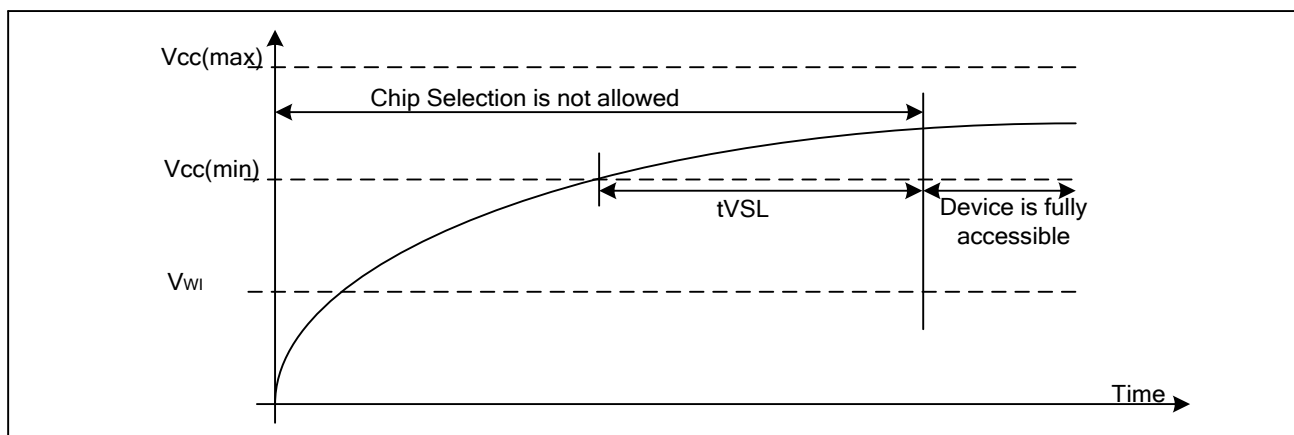 Vcc(max)
Chip Selection is not allowed
Vcc(min)
tVSL
Device is fully
accessible
VWI
Time